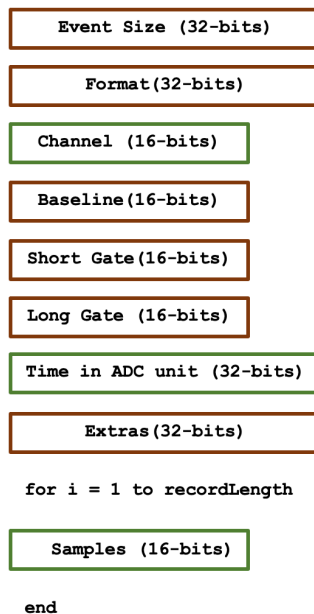 Event Size (32-bits)
Format(32-bits)
Channel (16-bits)
Baseline(16-bits)
Short Gate(16-bits)
Long Gate (16-bits)
Time in ADC unit (32-bits)
Extras(32-bits)
for i = 1 to recordLength
Samples (16-bits)
end